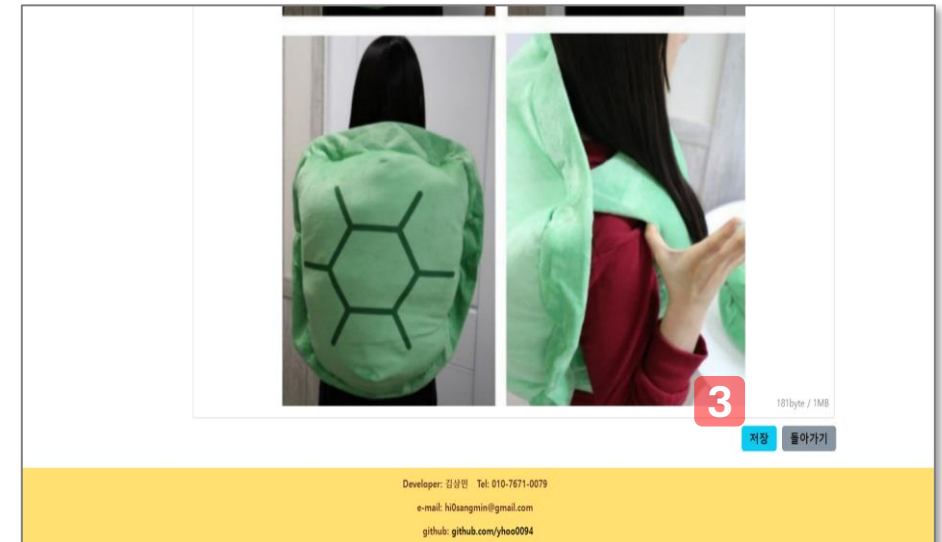 3
181byte / 1MB
저장 돌아가기
Developer: 김상민 Tel: 010-7671-0079
e-mail: hi0sangmin@gmail.com
github: github.com/yhoo0094